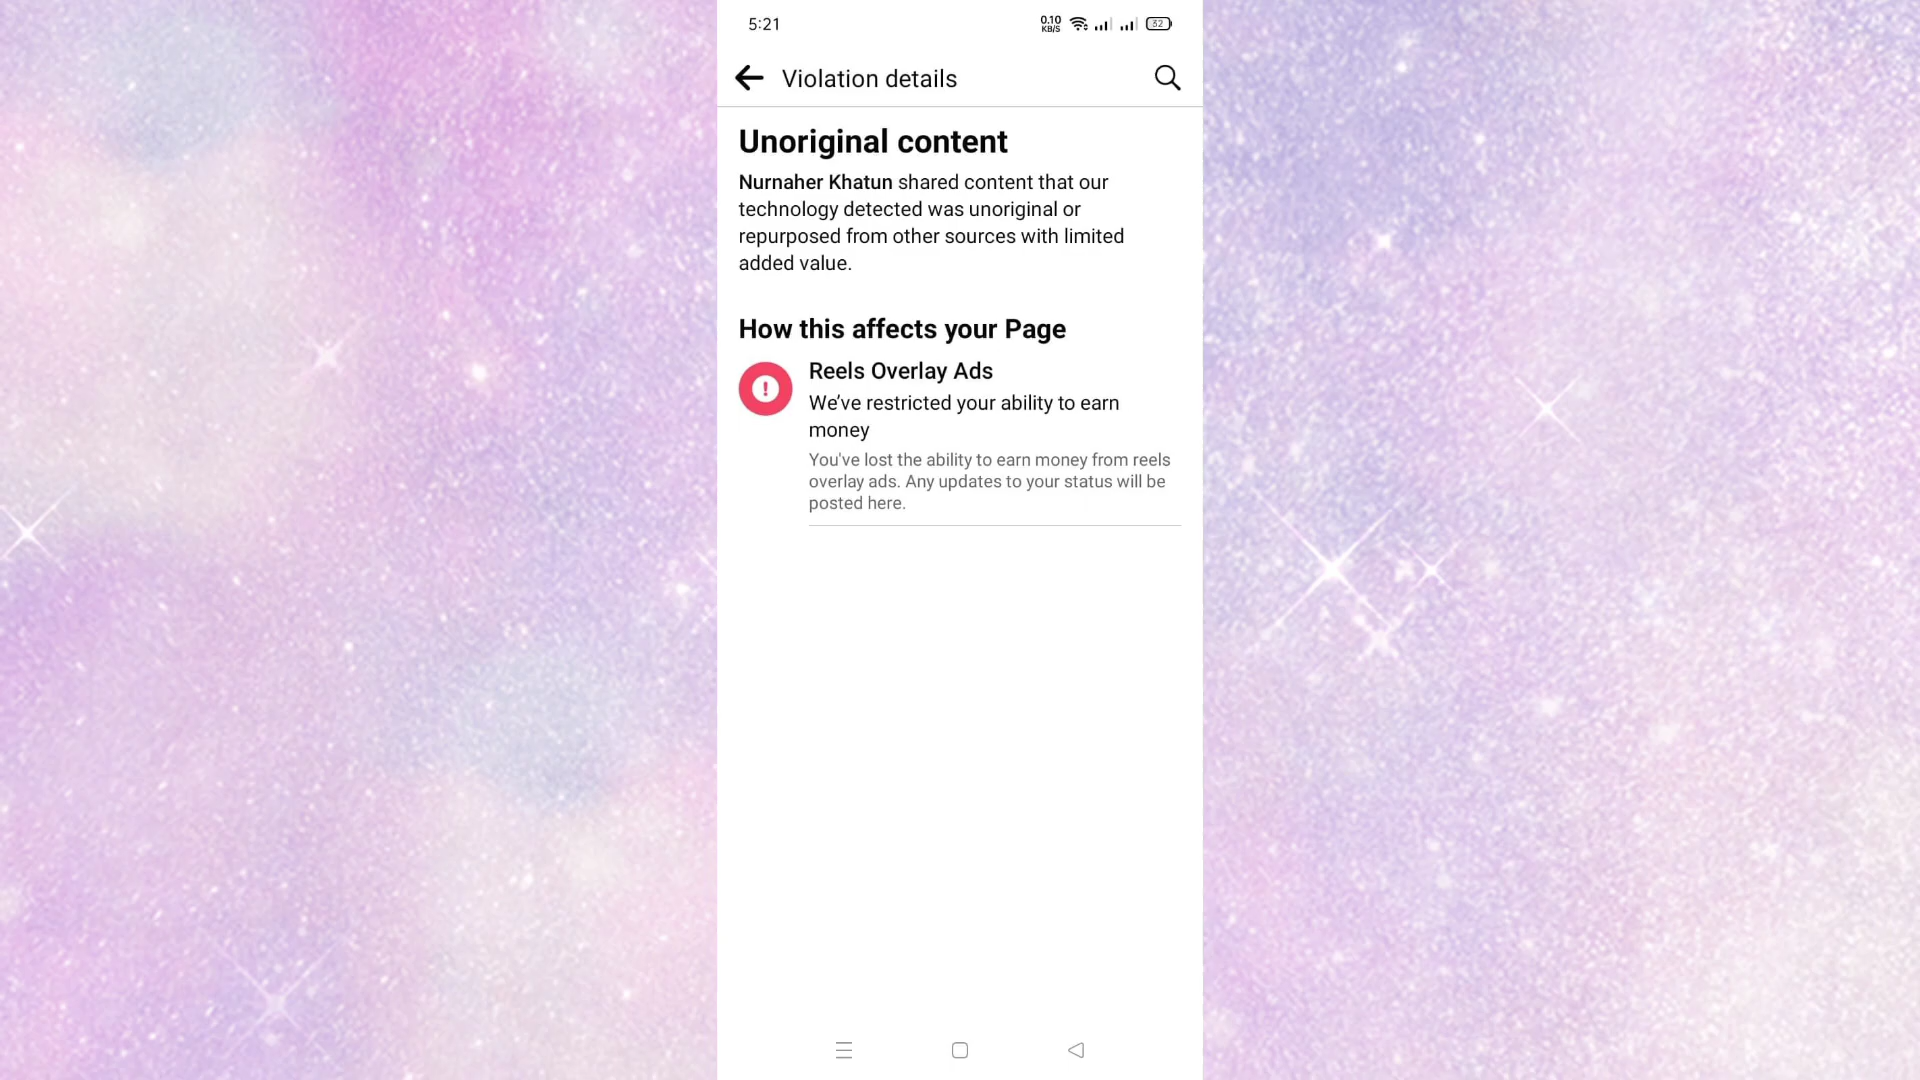 5:21
0.10
KB/S
32
Violation details
Unoriginal content
Nurnaher Khatun shared content that our
technology detected was unoriginal or
repurposed from other sources with limited
added value.
How this affects your Page
Reels Overlay Ads
We’ve restricted your ability to earn
money
You've lost the ability to earn money from reels
overlay ads. Any updates to your status will be
posted here.